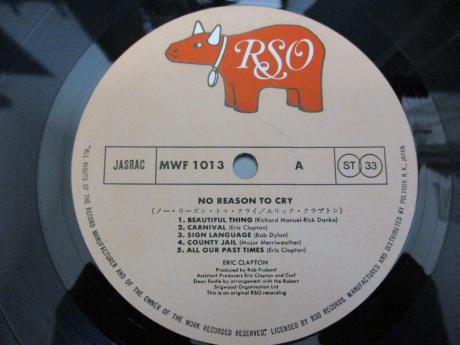 RSO
JASRAC MWF 1013 A ST 33
NO REASON TO CRY
(ノー・リーズン・トゥ・クライ/エリック・クラプトン)
1. BEAUTIFUL THING (Richard Manuel-Rick Danko)
2. CARNIVAL (Eric Clapton)
3. SIGN LANGUAGE (Bob Dylan)
4. COUNTY JAIL (Major Merriweather)
5. ALL OUR PAST TIMES (Eric Clapton)
ERIC CLAPTON
Produced by Rob Fraboni
Assistant Producers Eric Clapton and Carl
Dean Radle by arrangement with the Robert
Stigwood Organisation Ltd
This is an original RSO recording
"ALL RIGHTS OF THE RECORD MANUFACTURER AND OF THE OWNER OF THE WORK RECORDED RESERVED." LICENSED BY RSO RECORDS. MANUFACTURED AND DISTRIBUTED BY POLYDOR K.K., JAPAN